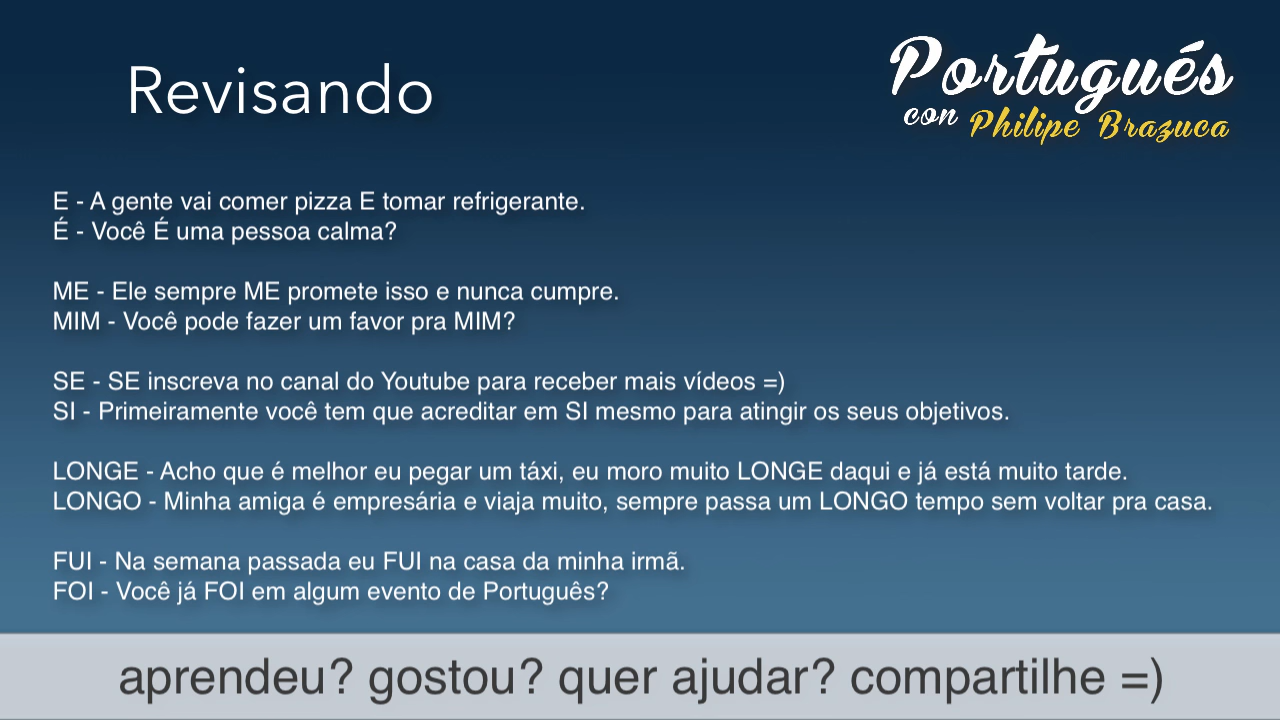 Revisando
Portugués
con Philipe Brazuca
E - A gente vai comer pizza E tomar refrigerante.
É - Você É uma pessoa calma?
ME - Ele sempre ME promete isso e nunca cumpre.
MIM - Você pode fazer um favor pra MIM?
SE - SE inscreva no canal do Youtube para receber mais vídeos =)
SI - Primeiramente você tem que acreditar em SI mesmo para atingir os seus objetivos.
LONGE - Acho que é melhor eu pegar um táxi, eu moro muito LONGE daqui e já está muito tarde.
LONGO - Minha amiga é empresária e viaja muito, sempre passa um LONGO tempo sem voltar pra casa.
FUI - Na semana passada eu FUI na casa da minha irmã.
FOI - Você já FOI em algum evento de Português?
aprendeu? gostou? quer ajudar? compartilhe =)